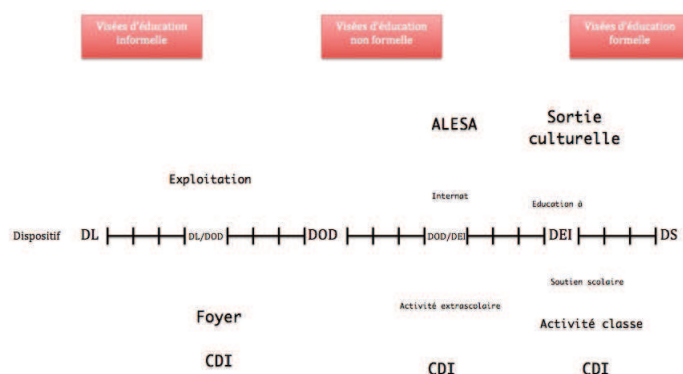 Visées d'éducation informelle
Visées d'éducation non formelle
Visées d'éducation formelle
ALESA
Sortie culturelle
Exploitation
Internat
Education à
Dispositif DL DL/DOD DOD DOD/DEI DEI DS
Soutien scolaire
Activité extrascolaire
Foyer
Activité classe
CDI
CDI
CDI